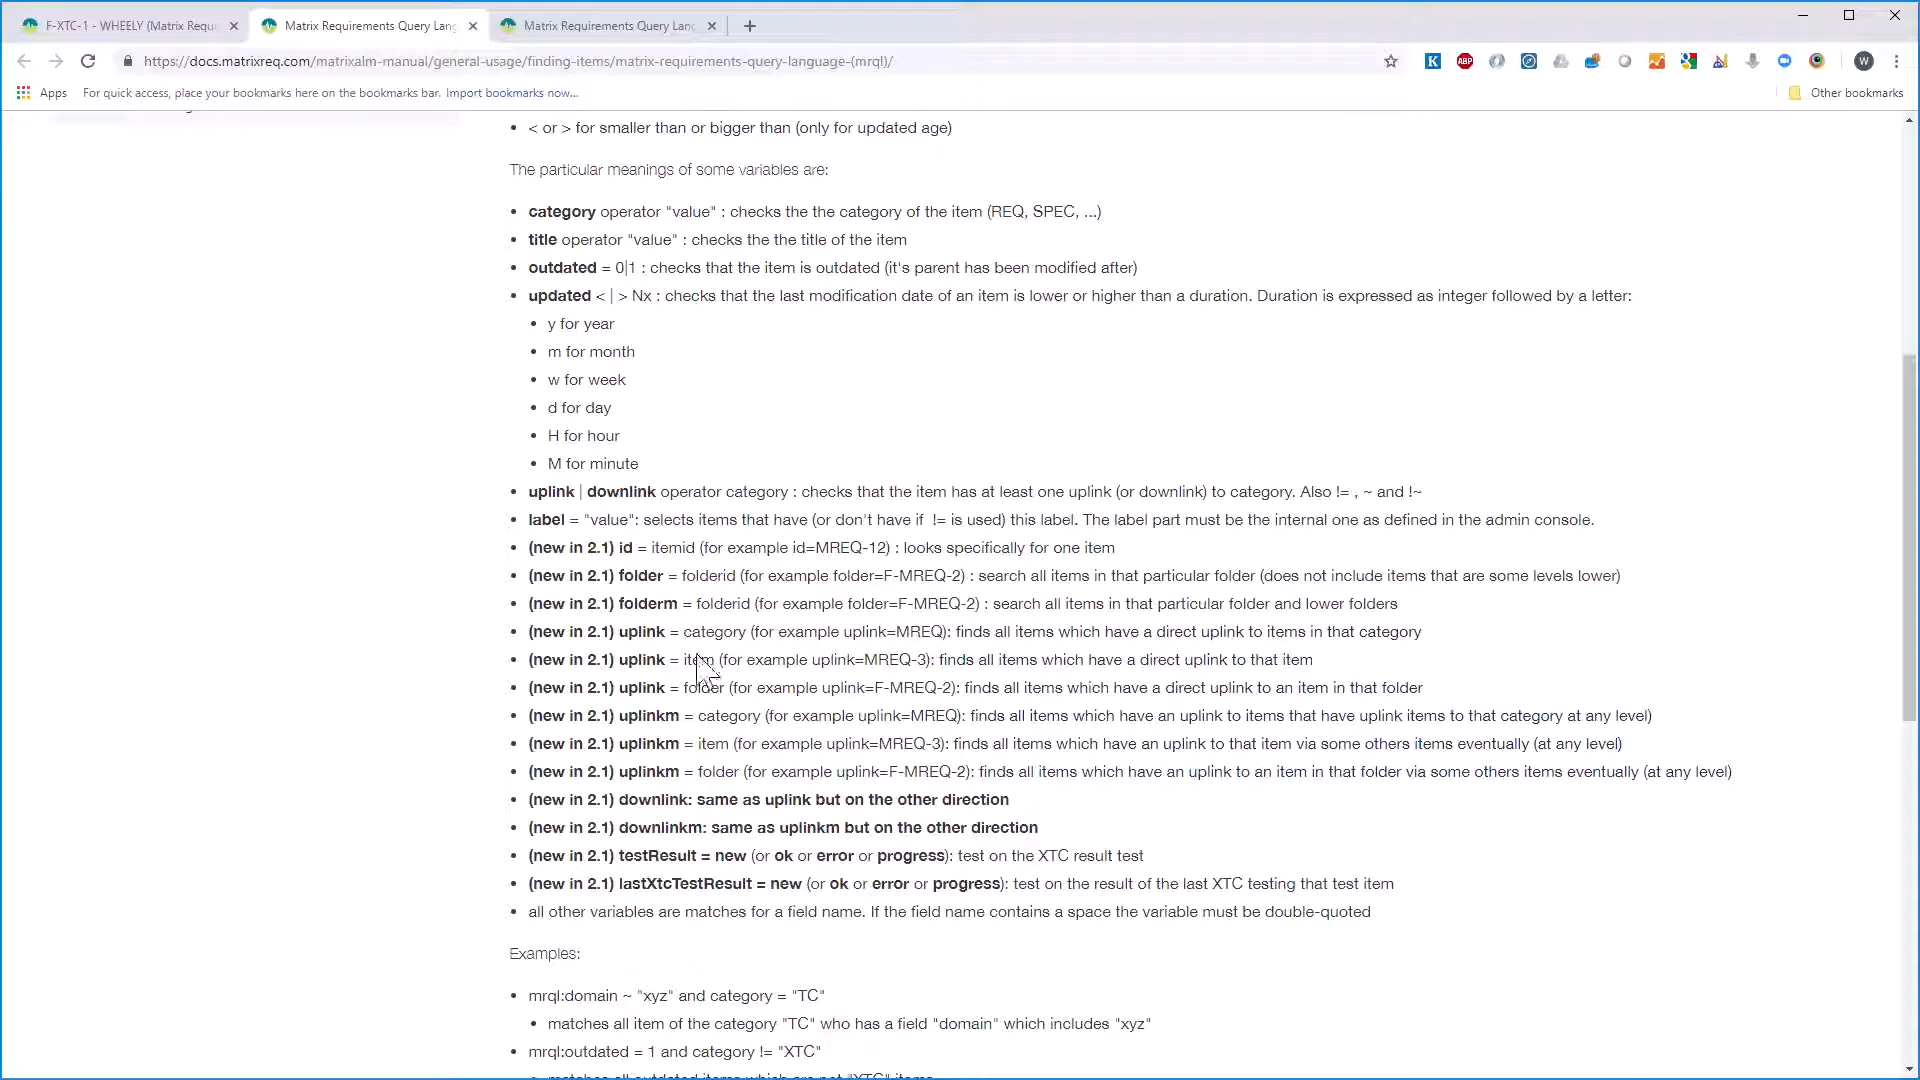 F-XTC-1 - WHEELY (Matrix Requ
Matrix Requirements Query Lang
Matrix Requirements Query Lang
https://docs.matrixreq.com/matrixalm-manual/general-usage/finding-items/matrix-requirements-query-language-(mrql)/
K
ABP
W
Apps
For quick access, place your bookmarks here on the bookmarks bar. Import bookmarks now...
Other bookmarks
• < or > for smaller than or bigger than (only for updated age)
The particular meanings of some variables are:
• category operator "value" : checks the the category of the item (REQ, SPEC, ...)
• title operator "value" : checks the the title of the item
• outdated = 0|1 : checks that the item is outdated (it's parent has been modified after)
• updated < | > Nx : checks that the last modification date of an item is lower or higher than a duration. Duration is expressed as integer followed by a letter:
• y for year
• m for month
• w for week
• d for day
• H for hour
• M for minute
• uplink | downlink operator category : checks that the item has at least one uplink (or downlink) to category. Also != , ~ and !~
• label = "value": selects items that have (or don't have if != is used) this label. The label part must be the internal one as defined in the admin console.
• (new in 2.1) id = itemid (for example id=MREQ-12) : looks specifically for one item
• (new in 2.1) folder = folderid (for example folder=F-MREQ-2) : search all items in that particular folder (does not include items that are some levels lower)
• (new in 2.1) folderm = folderid (for example folder=F-MREQ-2) : search all items in that particular folder and lower folders
• (new in 2.1) uplink = category (for example uplink=MREQ): finds all items which have a direct uplink to items in that category
• (new in 2.1) uplink = item (for example uplink=MREQ-3): finds all items which have a direct uplink to that item
• (new in 2.1) uplink = folder (for example uplink=F-MREQ-2): finds all items which have a direct uplink to an item in that folder
• (new in 2.1) uplinkm = category (for example uplink=MREQ): finds all items which have an uplink to items that have uplink items to that category at any level)
• (new in 2.1) uplinkm = item (for example uplink=MREQ-3): finds all items which have an uplink to that item via some others items eventually (at any level)
• (new in 2.1) uplinkm = folder (for example uplink=F-MREQ-2): finds all items which have an uplink to an item in that folder via some others items eventually (at any level)
• (new in 2.1) downlink: same as uplink but on the other direction
• (new in 2.1) downlinkm: same as uplinkm but on the other direction
• (new in 2.1) testResult = new (or ok or error or progress): test on the XTC result test
• (new in 2.1) lastXtcTestResult = new (or ok or error or progress): test on the result of the last XTC testing that test item
• all other variables are matches for a field name. If the field name contains a space the variable must be double-quoted
Examples:
• mrql:domain ~ "xyz" and category = "TC"
• matches all item of the category "TC" who has a field "domain" which includes "xyz"
• mrql:outdated = 1 and category != "XTC"
• matches all outdated items which are not "XTC" items